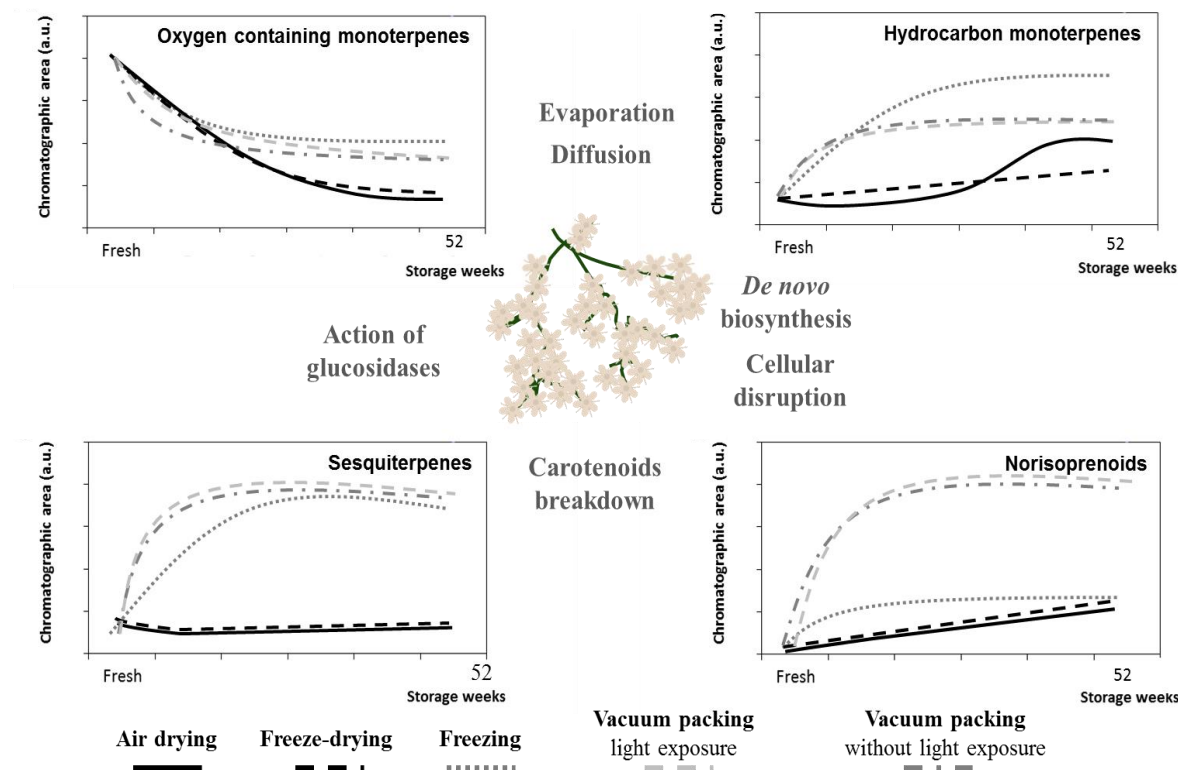 Oxygen containing monoterpenes
Chromatographic area (a.u.)
Fresh
52
Storage weeks
Hydrocarbon monoterpenes
Chromatographic area (a.u.)
Fresh
52
Storage weeks
Evaporation
Diffusion
De novo
biosynthesis
Action of
glucosidases
Cellular
disruption
Carotenoids
breakdown
Sesquiterpenes
Chromatographic area (a.u.)
Fresh
52
Storage weeks
Norisoprenoids
Chromatographic area (a.u.)
Fresh
52
Storage weeks
Air drying
Freeze-drying
Freezing
Vacuum packing
light exposure
Vacuum packing
without light exposure